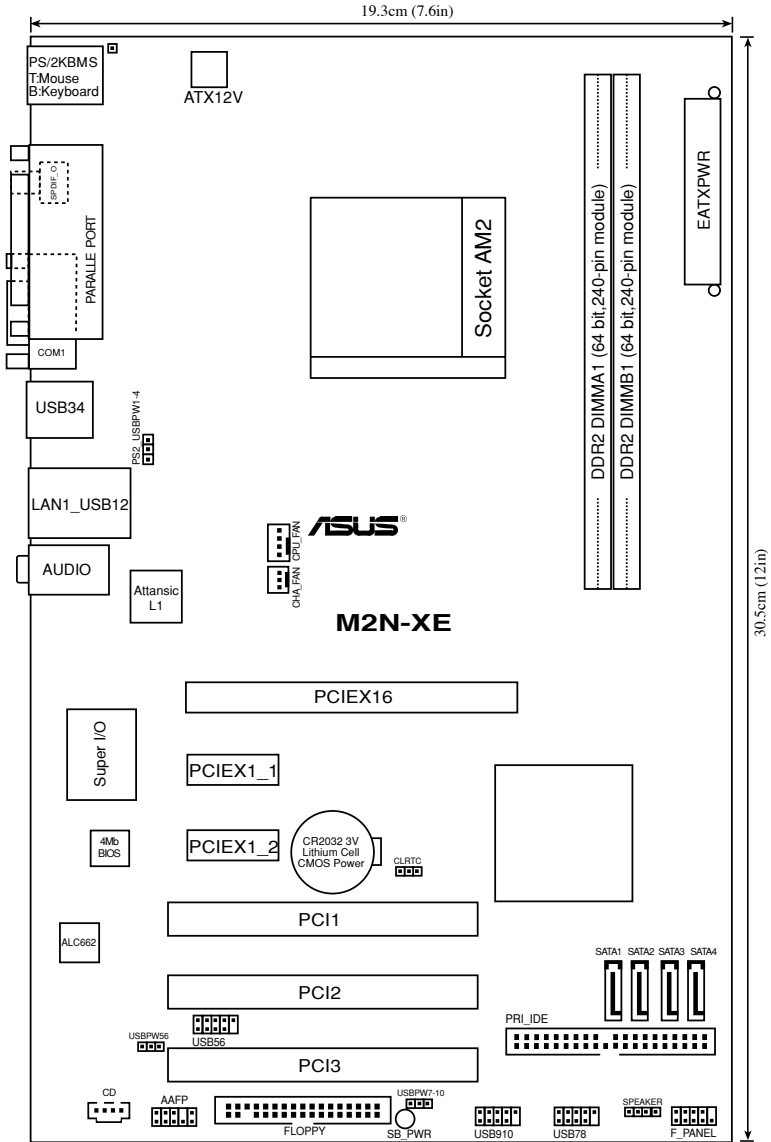 19.3cm (7.6in)
PS/2KBMS
T:Mouse
B:Keyboard
ATX12V
SPDIF_O
PARALLE PORT
COM1
USB34
PS2_USBPW1-4
LAN1_USB12
AUDIO
Attansic
L1
Socket AM2
DDR2 DIMMA1 (64 bit,240-pin module)
DDR2 DIMMB1 (64 bit,240-pin module)
EATXPWR
30.5cm (12in)
CPU_FAN
CHA_FAN
ASUS®
M2N-XE
PCIEX16
Super I/O
PCIEX1_1
4Mb
BIOS
PCIEX1_2
CR2032 3V
Lithium Cell
CMOS Power
CLRTC
ALC662
PCI1
SATA1 SATA2 SATA3 SATA4
PCI2
PRI_IDE
USBPW56
USB56
PCI3
CD
AAFP
FLOPPY
USBPW7-10
SB_PWR
USB910
USB78
SPEAKER
F_PANEL